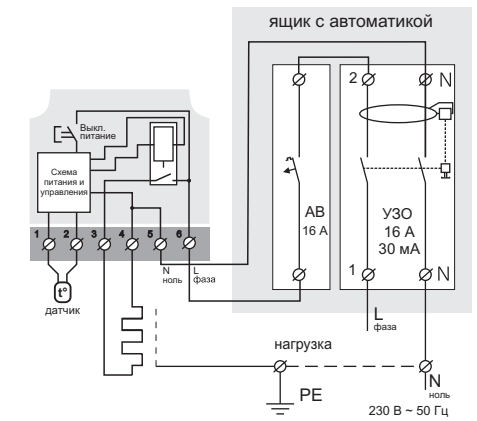 ящик с автоматикой
2
N
Выкл.
питание
Схема
питания и
управления
АВ
16 А
УЗО
16 А
30 мА
1
2
3
4
5
6
1
N
N
ноль
L
фаза
t°
датчик
L
фаза
нагрузка
PE
N
ноль
230 В ~ 50 Гц